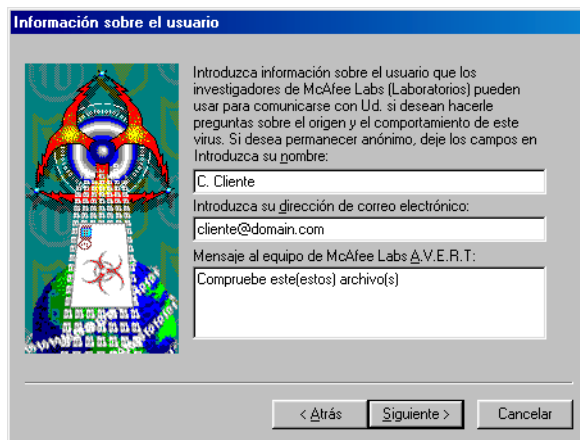 Información sobre el usuario
Introduzca información sobre el usuario que los
investigadores de McAfee Labs (Laboratorios) pueden
usar para comunicarse con Ud. si desean hacerle
preguntas sobre el origen y el comportamiento de este
virus. Si desea permanecer anónimo, deje los campos en
Introduzca su nombre:
C. Cliente
Introduzca su dirección de correo electrónico:
cliente@domain.com
Mensaje al equipo de McAfee Labs A.V.E.R.T:
Compruebe este(estos) archivo(s)
< Atrás
Siguiente >
Cancelar